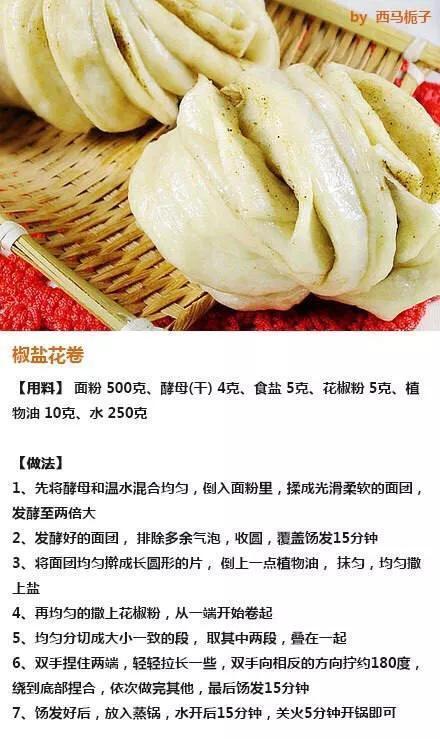 by 西马栀子
椒盐花卷
【用料】 面粉 500克、酵母(干) 4克、食盐 5克、花椒粉 5克、植
物油 10克、水 250克
【做法】
1、先将酵母和温水混合均匀，倒入面粉里，揉成光滑柔软的面团，
发酵至两倍大
2、发酵好的面团， 排除多余气泡，收圆，覆盖饧发15分钟
3、将面团均匀擀成长圆形的片， 倒上一点植物油， 抹匀，均匀撒
上盐
4、再均匀的撒上花椒粉，从一端开始卷起
5、均匀分切成大小一致的段， 取其中两段，叠在一起
6、双手捏住两端，轻轻拉长一些，双手向相反的方向拧约180度，
绕到底部捏合，依次做完其他，最后饧发15分钟
7、饧发好后，放入蒸锅，水开后15分钟，关火5分钟开锅即可